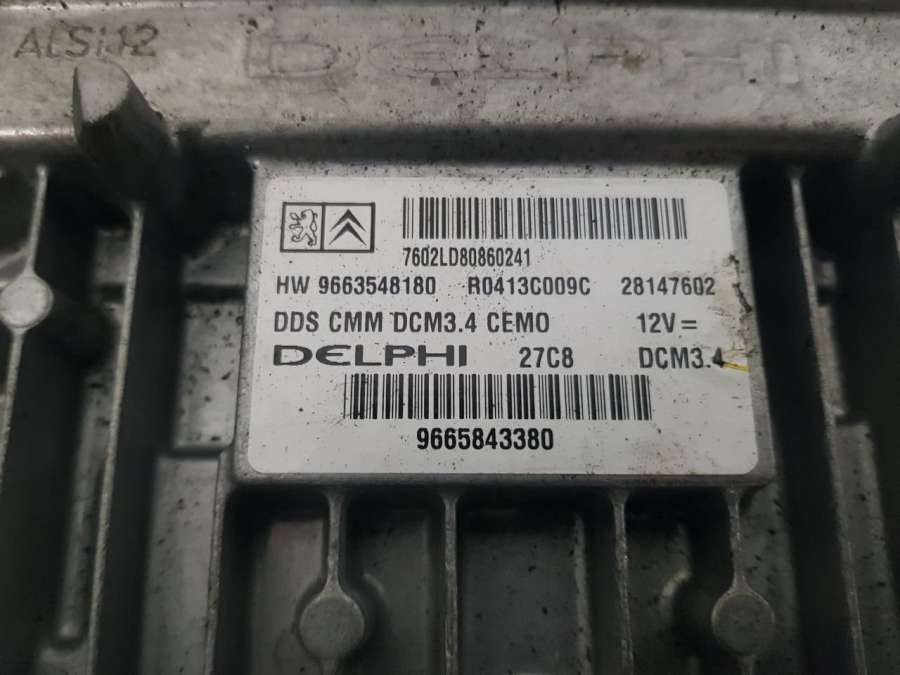 ALSi12
DELPHI
7602LD80860241
HW 9663548180 R0413C009C 28147602
DDS CMM DCM3.4 CEMO 12V=
DELPHI 27C8 DCM3.4
9665843380